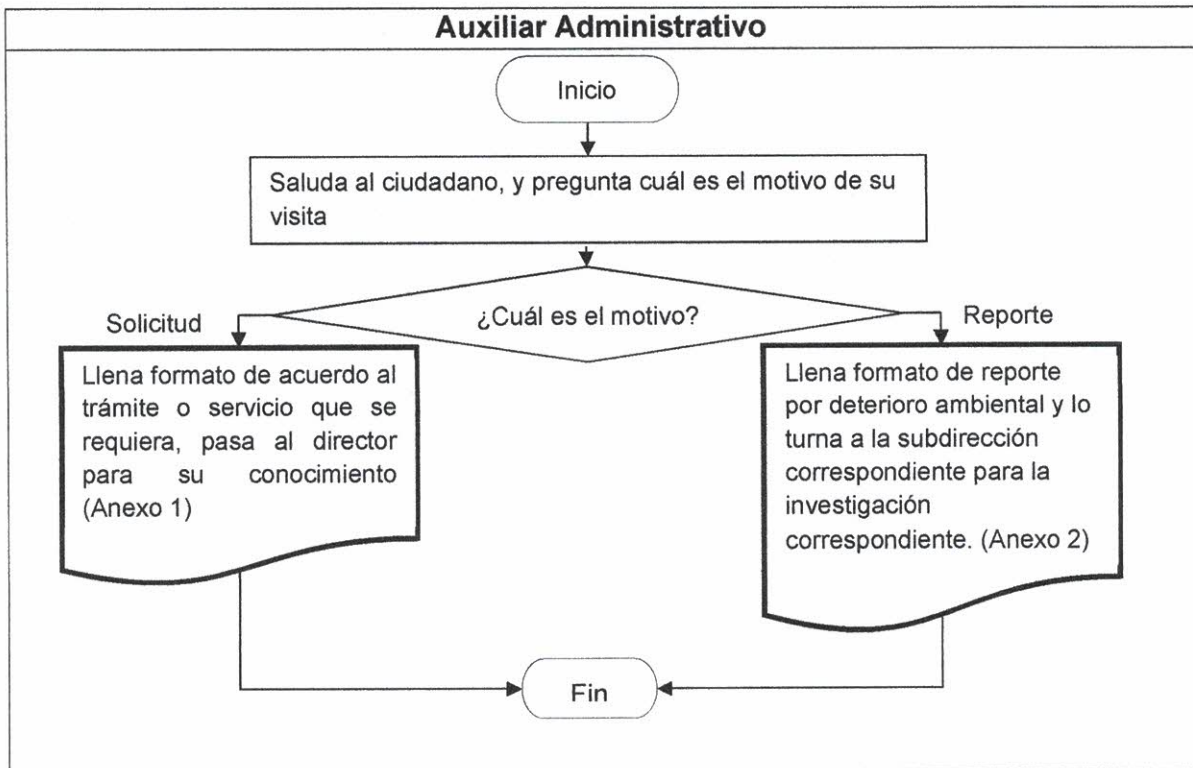 Auxiliar Administrativo
Inicio
Saluda al ciudadano, y pregunta cuál es el motivo de su
visita
¿Cuál es el motivo?
Solicitud
Reporte
Llena formato de acuerdo al
trámite o servicio que se
requiera, pasa al director
para su conocimiento
(Anexo 1)
Llena formato de reporte
por deterioro ambiental y lo
turna a la subdirección
correspondiente para la
investigación
correspondiente. (Anexo 2)
Fin